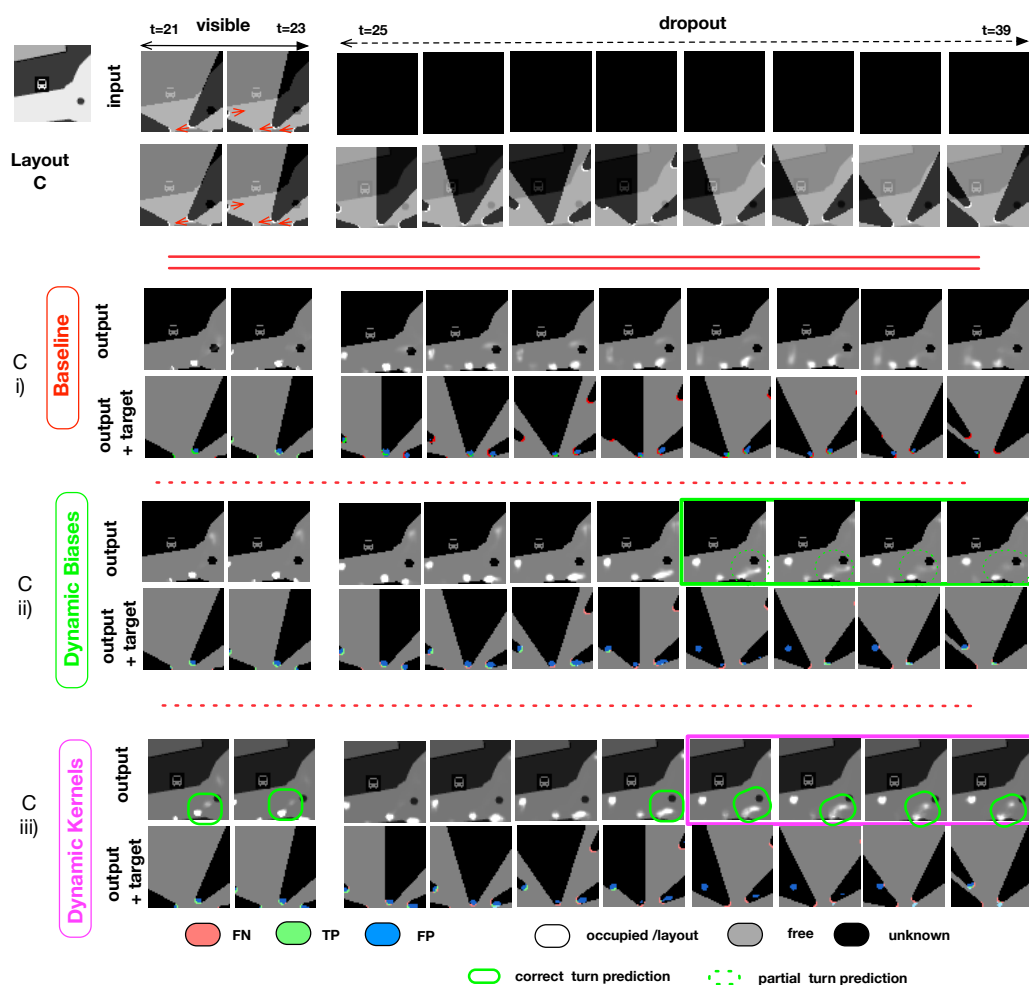 visible
dropout
t=21
t=23
t=25
t=39
input
Layout
C
C
i)
Baseline
output
output
+ target
C
ii)
Dynamic Biases
output
output
+ target
C
iii)
Dynamic Kernels
output
output
+ target
FN
TP
FP
occupied /layout
free
unknown
correct turn prediction
partial turn prediction